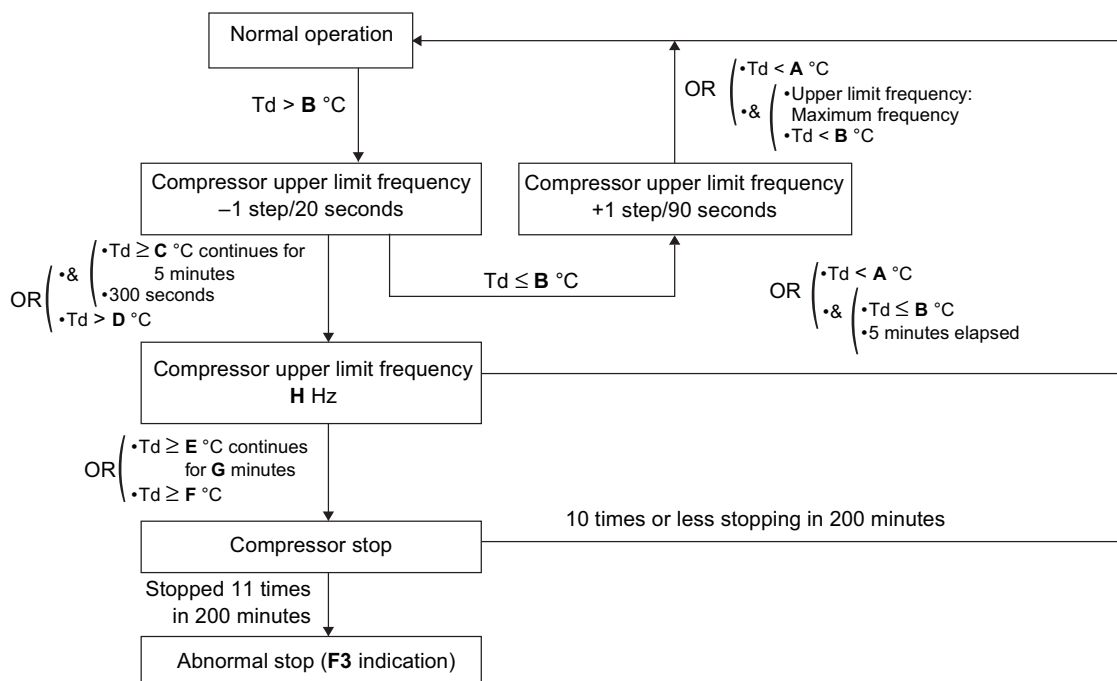 Normal operation
Td > B °C
OR
•Td < A °C
•&
•Upper limit frequency:
Maximum frequency
•Td < B °C
Compressor upper limit frequency
–1 step/20 seconds
Compressor upper limit frequency
+1 step/90 seconds
OR
•&
•Td ≥ C °C continues for
5 minutes
•300 seconds
•Td > D °C
Td ≤ B °C
OR
•Td < A °C
•&
•Td ≤ B °C
•5 minutes elapsed
Compressor upper limit frequency
H Hz
OR
•Td ≥ E °C continues
for G minutes
•Td ≥ F °C
10 times or less stopping in 200 minutes
Compressor stop
Stopped 11 times
in 200 minutes
Abnormal stop (F3 indication)